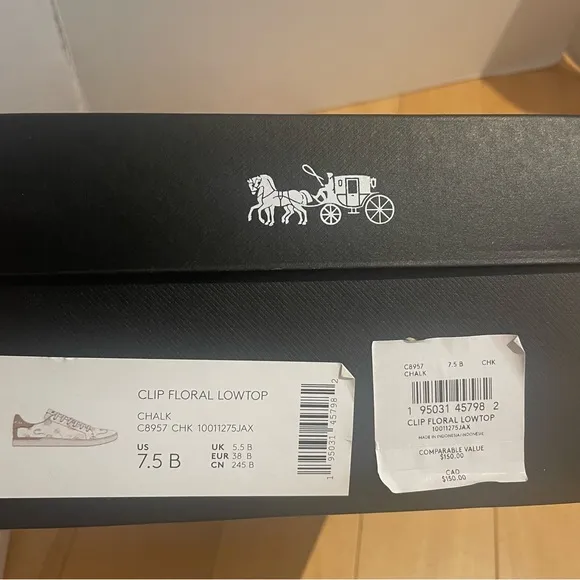 CLIP FLORAL LOWTOP
CHALK
C8957 CHK 10011275JAX
US
7.5 B
UK 5.5 B
EUR 38 B
CN 245 B
1 95031 45798 2
C8957 7.5 B CHK
CHALK
1 95031 45798 2
CLIP FLORAL LOWTOP
10011275JAX
MADE IN INDONESIA/INDONÉSIE
COMPARABLE VALUE
$150.00
CAD
$150.00